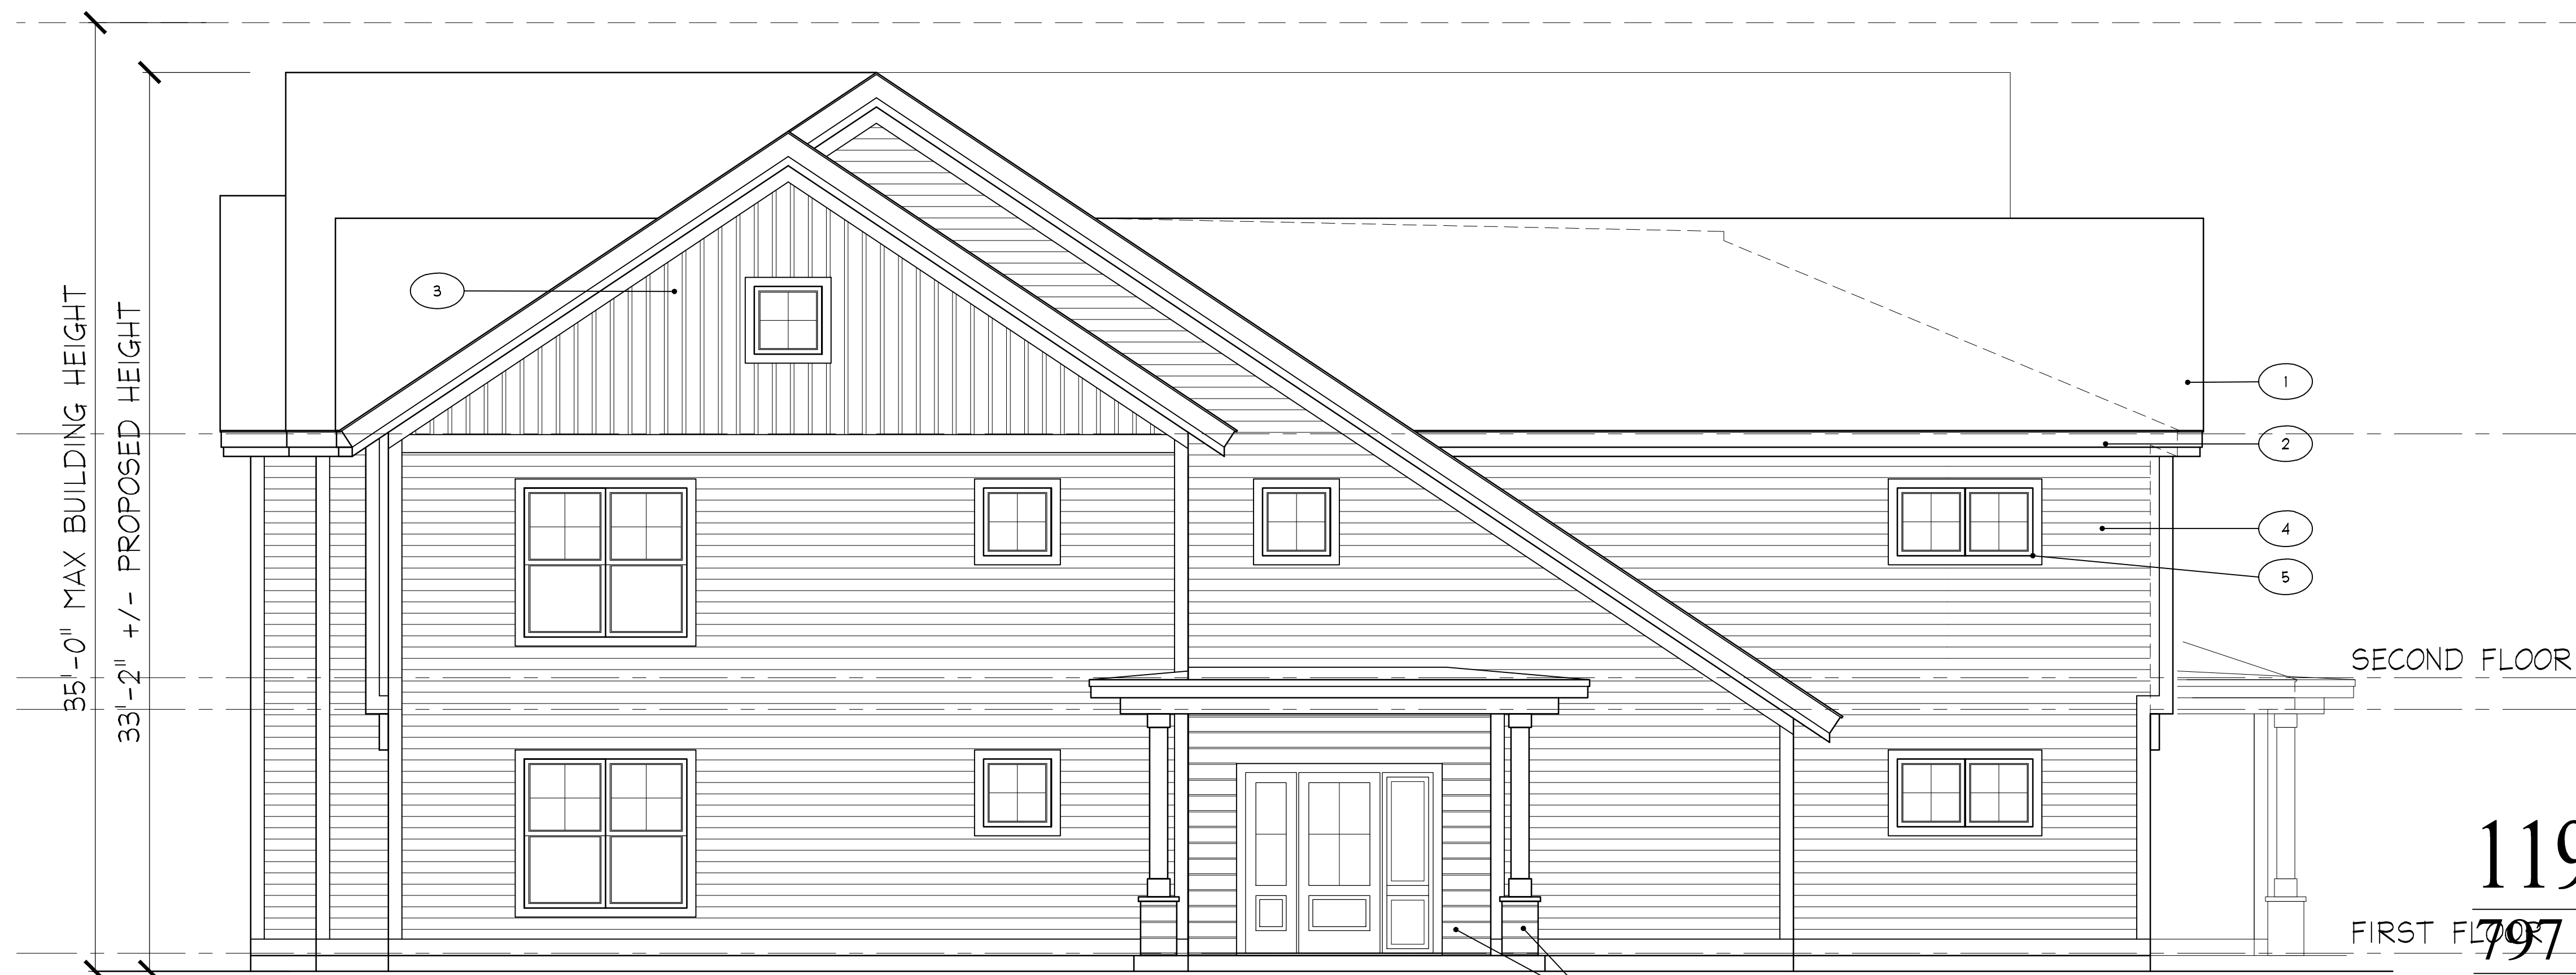 35'-0" MAX BUILDING HEIGHT
33'-2" +/- PROPOSED HEIGHT
3
1
2
4
5
SECOND FLOOR
119
FIRST FLOOR
797